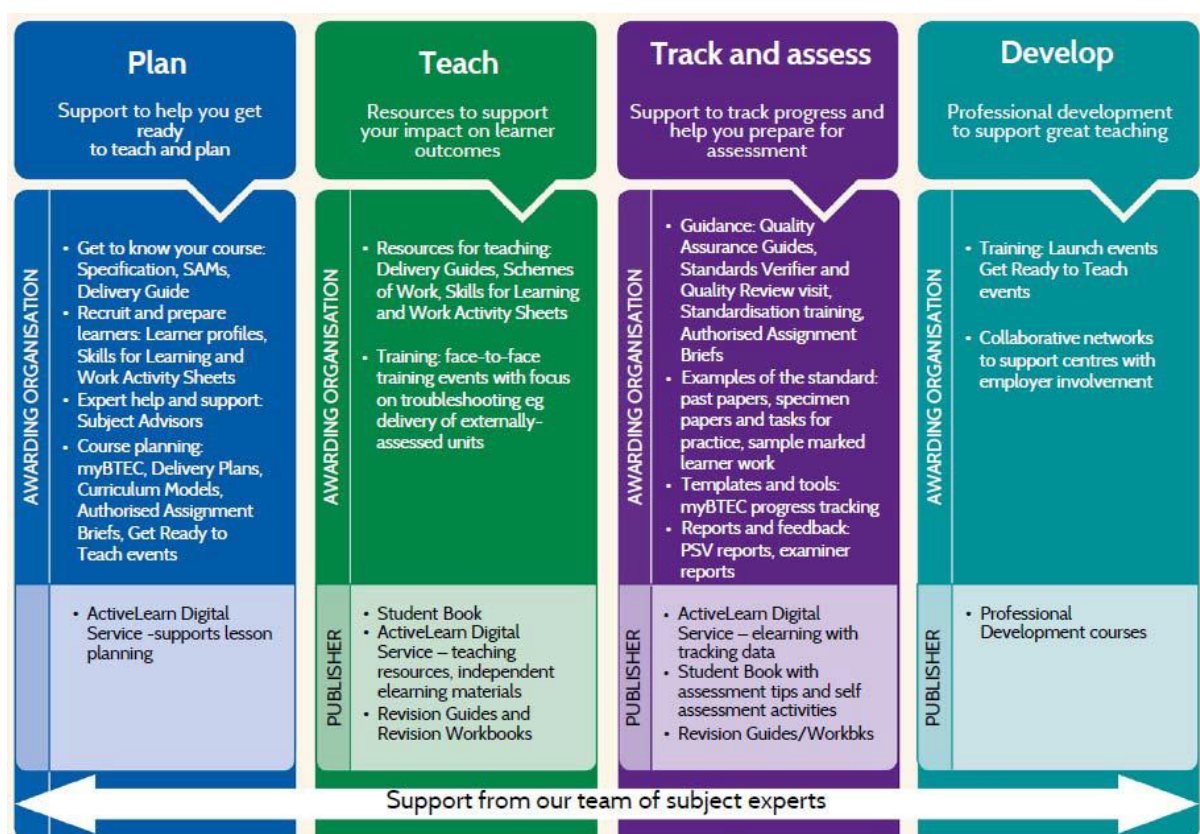 Plan
Support to help you get
ready
to teach and plan
AWARDING ORGANISATION
• Get to know your course:
Specification, SAMs,
Delivery Guide
• Recruit and prepare
learners: Learner profiles,
Skills for Learning and
Work Activity Sheets
• Expert help and support:
Subject Advisors
• Course planning:
myBTEC, Delivery Plans,
Curriculum Models,
Authorised Assignment
Briefs, Get Ready to
Teach events
• ActiveLearn Digital
Service -supports lesson
planning
Teach
Resources to support
your impact on learner
outcomes
AWARDING ORGANISATION
• Resources for teaching:
Delivery Guides, Schemes
of Work, Skills for Learning
and Work Activity Sheets
• Training: face-to-face
training events with focus
on troubleshooting eg
delivery of externally-
assessed units
PUBLISHER
• Student Book
• ActiveLearn Digital
Service – teaching
resources, independent
elearning materials
• Revision Guides and
Revision Workbooks
Track and assess
Support to track progress and
help you prepare for
assessment
AWARDING ORGANISATION
• Guidance: Quality
Assurance Guides,
Standards Verifier and
Quality Review visit,
Standardisation training,
Authorised Assignment
Briefs
• Examples of the standard:
past papers, specimen
papers and tasks for
practice, sample marked
learner work
• Templates and tools:
myBTEC progress tracking
• Reports and feedback:
PSV reports, examiner
reports
PUBLISHER
• ActiveLearn Digital
Service – elearning with
tracking data
• Student Book with
assessment tips and self
assessment activities
• Revision Guides/Workbks
Develop
Professional development
to support great teaching
AWARDING ORGANISATION
• Training: Launch events
Get Ready to Teach
events
• Collaborative networks
to support centres with
employer involvement
PUBLISHER
• Professional
Development courses
Support from our team of subject experts